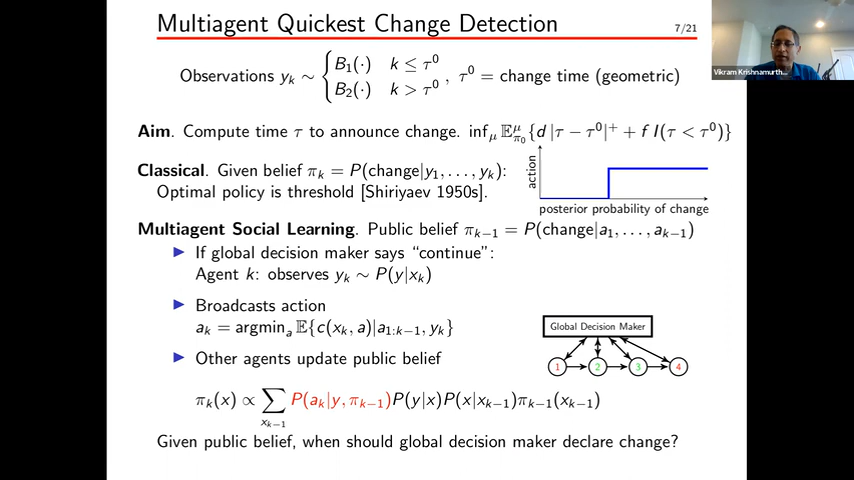 Multiagent Quickest Change Detection
7/21
Vikram Krishnamurth...
Observations y_k ∼ { B_1(·) k ≤ τ^0
B_2(·) k > τ^0 , τ^0 = change time (geometric)
Aim. Compute time τ to announce change. inf_μ 𝔼^μ_{π_0}{d |τ − τ^0|^+ + f I(τ < τ^0)}
Classical. Given belief π_k = P(change|y_1, . . . , y_k):
Optimal policy is threshold [Shiriyaev 1950s].
action
posterior probability of change
Multiagent Social Learning. Public belief π_{k−1} = P(change|a_1, . . . , a_{k−1})
If global decision maker says “continue”:
Agent k: observes y_k ∼ P(y|x_k)
Broadcasts action
a_k = argmin_a 𝔼{c(x_k, a)|a_{1:k−1}, y_k}
Global Decision Maker
1 2 3 4
Other agents update public belief
π_k(x) ∝ ∑_{x_{k−1}} P(a_k|y, π_{k−1})P(y|x)P(x|x_{k−1})π_{k−1}(x_{k−1})
Given public belief, when should global decision maker declare change?